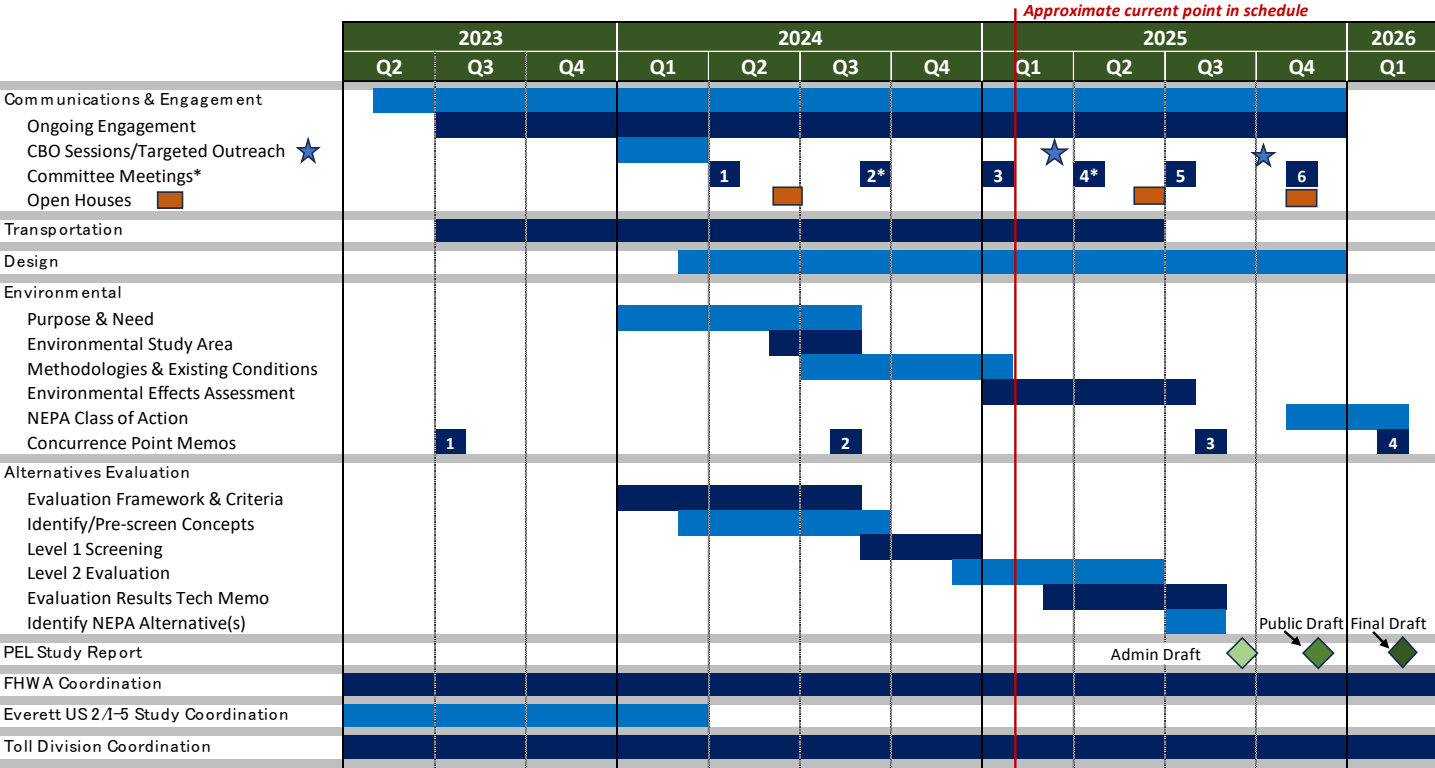 Approximate current point in schedule
2023 2024 2025 2026
Q2 Q3 Q4 Q1 Q2 Q3 Q4 Q1 Q2 Q3 Q4 Q1
Communications & Engagement
Ongoing Engagement
CBO Sessions/Targeted Outreach
Committee Meetings* 1 2* 3 4* 5 6
Open Houses
Transportation
Design
Environmental
Purpose & Need
Environmental Study Area
Methodologies & Existing Conditions
Environmental Effects Assessment
NEPA Class of Action
Concurrence Point Memos 1 2 3 4
Alternatives Evaluation
Evaluation Framework & Criteria
Identify/Pre-screen Concepts
Level 1 Screening
Level 2 Evaluation
Evaluation Results Tech Memo
Identify NEPA Alternative(s) Public Draft Final Draft
PEL Study Report Admin Draft
FHWA Coordination
Everett US 2/I-5 Study Coordination
Toll Division Coordination